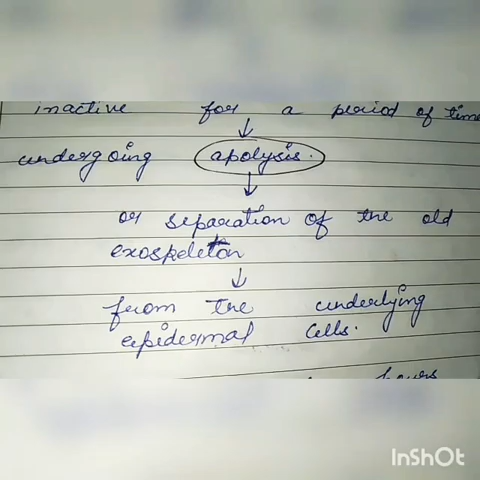 inactive for a period of time
undergoing apolysis.
or separation of the old
exoskeleton
from the underlying
epidermal cells.
hours
InShOt